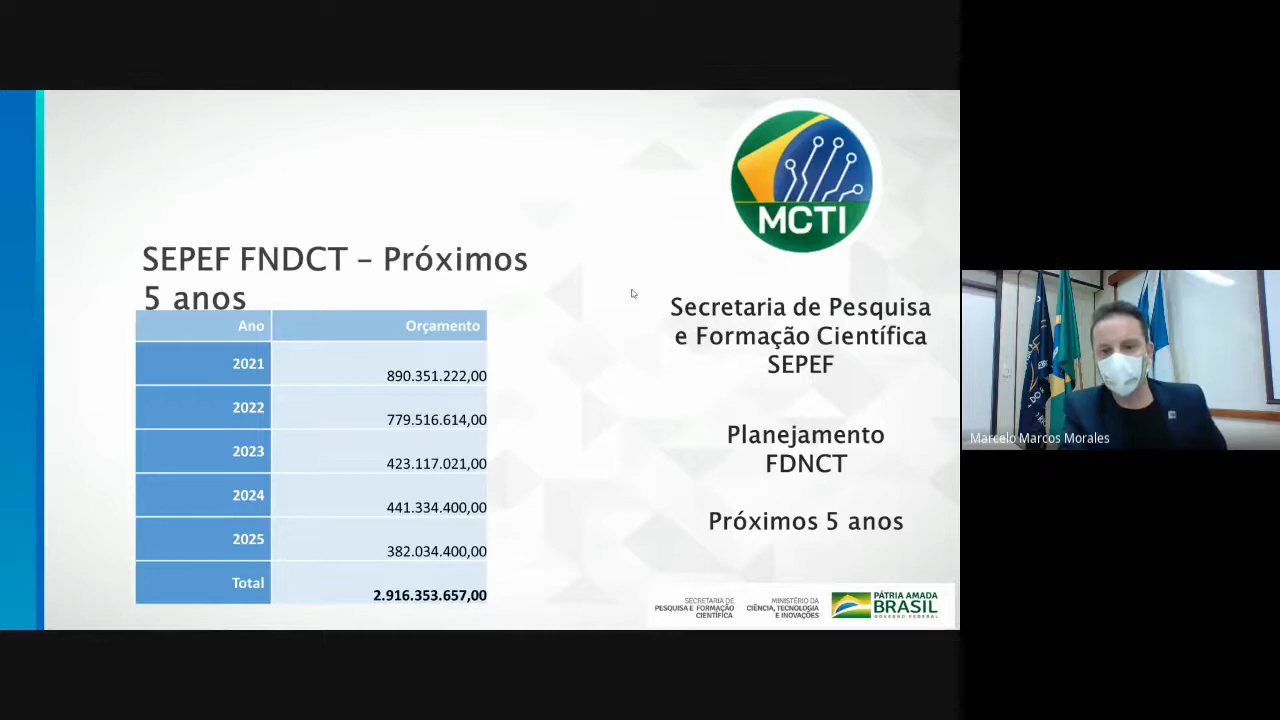 SEPEF FNDCT – Próximos
5 anos
Ano Orçamento
2021 890.351.222,00
2022 779.516.614,00
2023 423.117.021,00
2024 441.334.400,00
2025 382.034.400,00
Total 2.916.353.657,00
MCTI
Secretaria de Pesquisa
e Formação Científica
SEPEF
Planejamento
FDNCT
Próximos 5 anos
SECRETARIA DE
PESQUISA E FORMAÇÃO
CIENTÍFICA
MINISTÉRIO DA
CIÊNCIA, TECNOLOGIA
E INOVAÇÕES
PÁTRIA AMADA
BRASIL
GOVERNO FEDERAL
Marcelo Marcos Morales